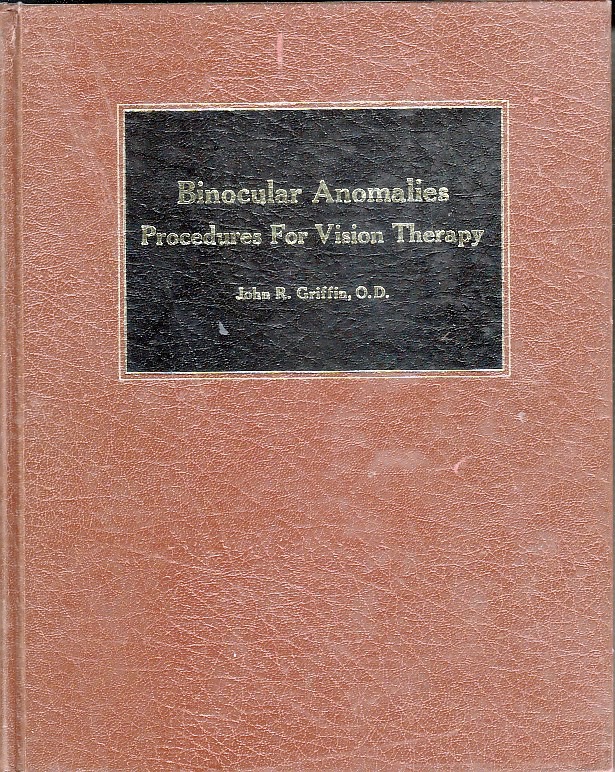 Binocular Anomalies
Procedures For Vision Therapy
John R. Griffin, O.D.